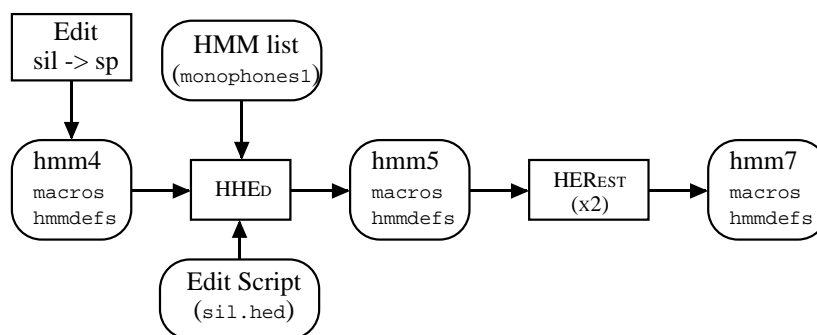 Edit
sil -> sp
HMM list
(monophones1)
hmm4
macros
hmmdefs
HHED
hmm5
macros
hmmdefs
HEREST
(x2)
hmm7
macros
hmmdefs
Edit Script
(sil.hed)